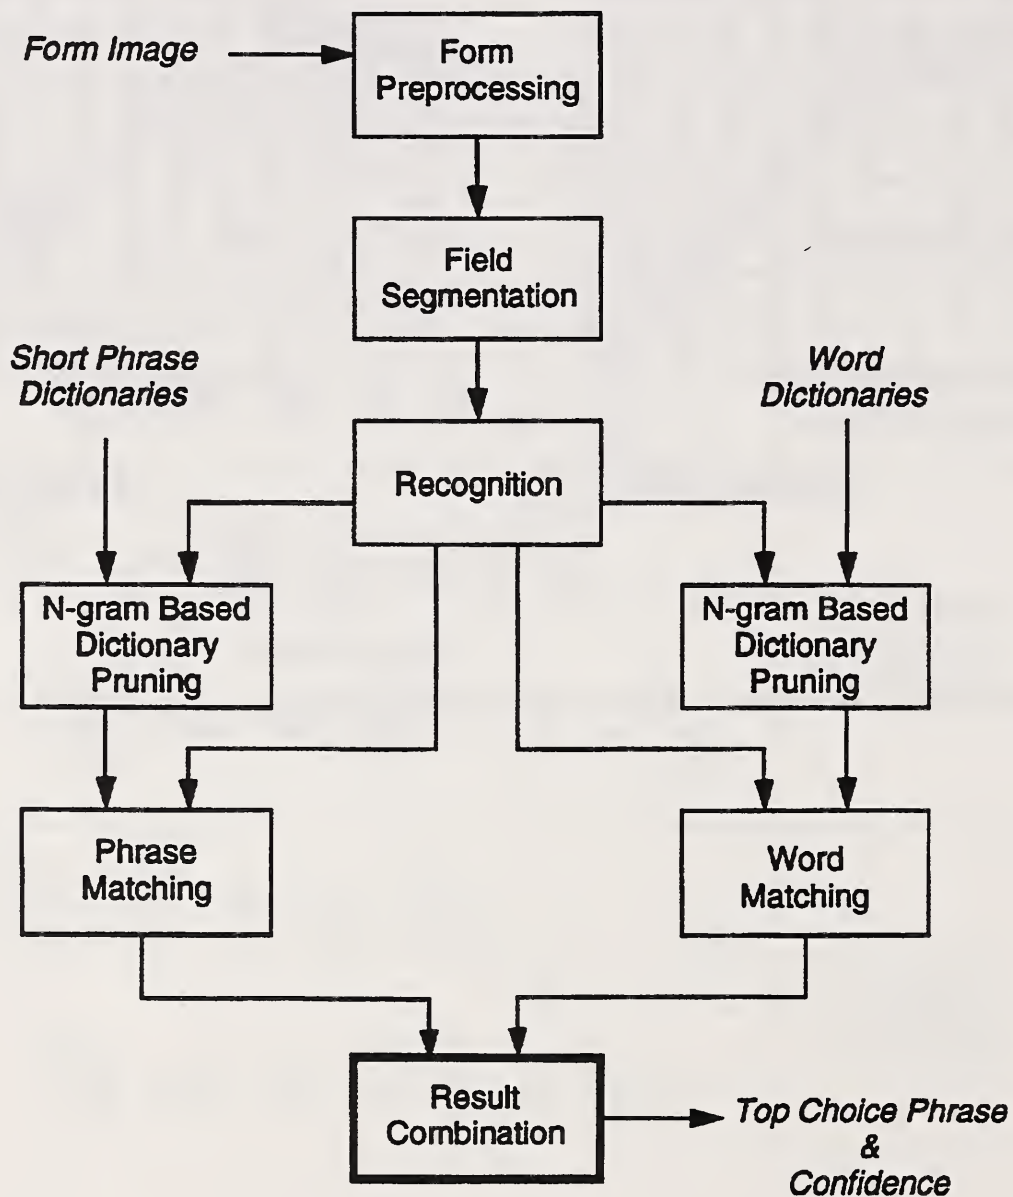 Form Image
Form
Preprocessing
Field
Segmentation
Short Phrase
Dictionaries
Word
Dictionaries
Recognition
N-gram Based
Dictionary
Pruning
N-gram Based
Dictionary
Pruning
Phrase
Matching
Word
Matching
Result
Combination
Top Choice Phrase
&
Confidence